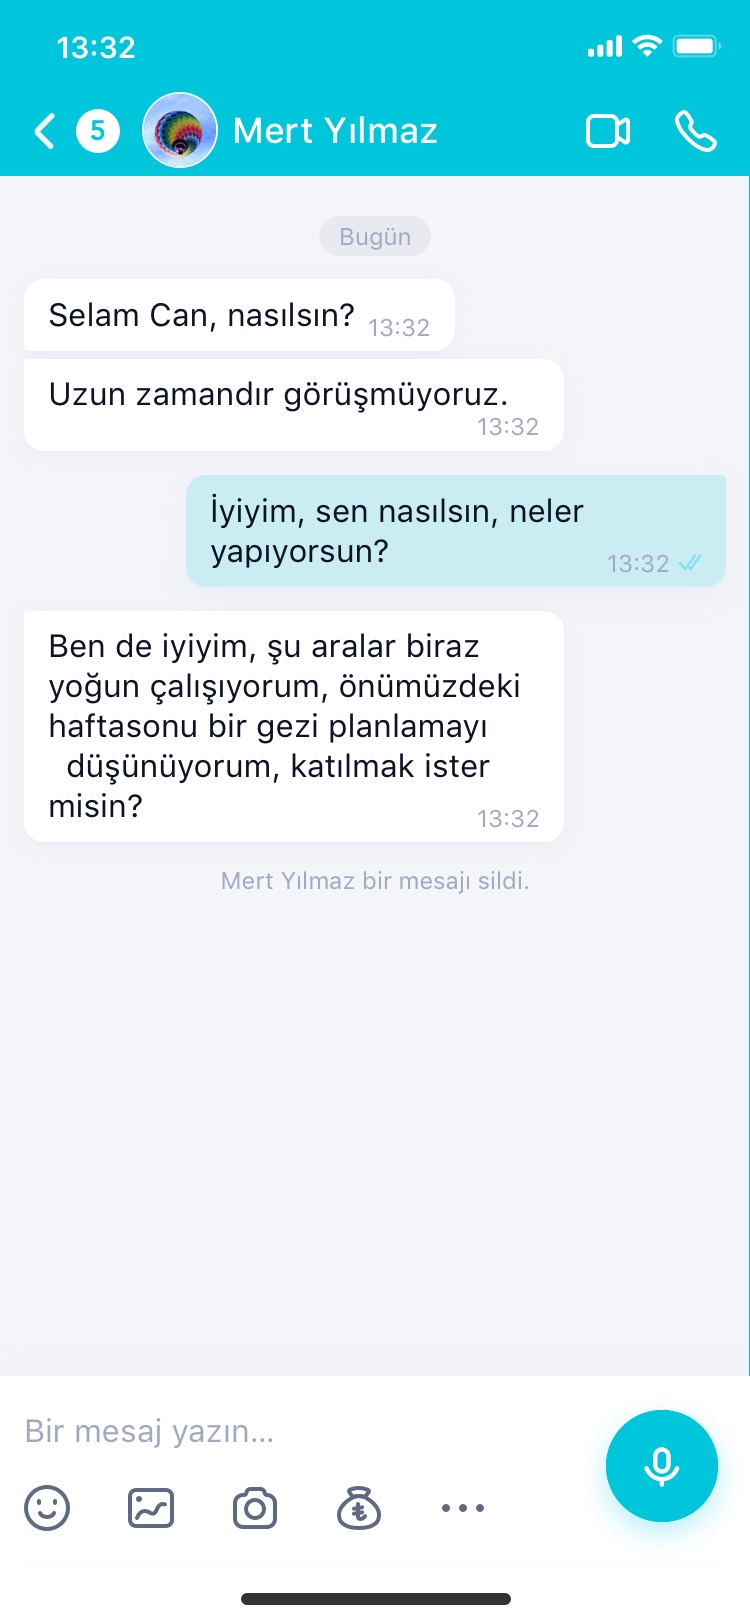 13:32
5
Mert Yılmaz
Bugün
Selam Can, nasılsın?
13:32
Uzun zamandır görüşmüyoruz.
13:32
İyiyim, sen nasılsın, neler
yapıyorsun?
13:32
Ben de iyiyim, şu aralar biraz
yoğun çalışıyorum, önümüzdeki
haftasonu bir gezi planlamayı
düşünüyorum, katılmak ister
misin?
13:32
Mert Yılmaz bir mesajı sildi.
Bir mesaj yazın...
₺